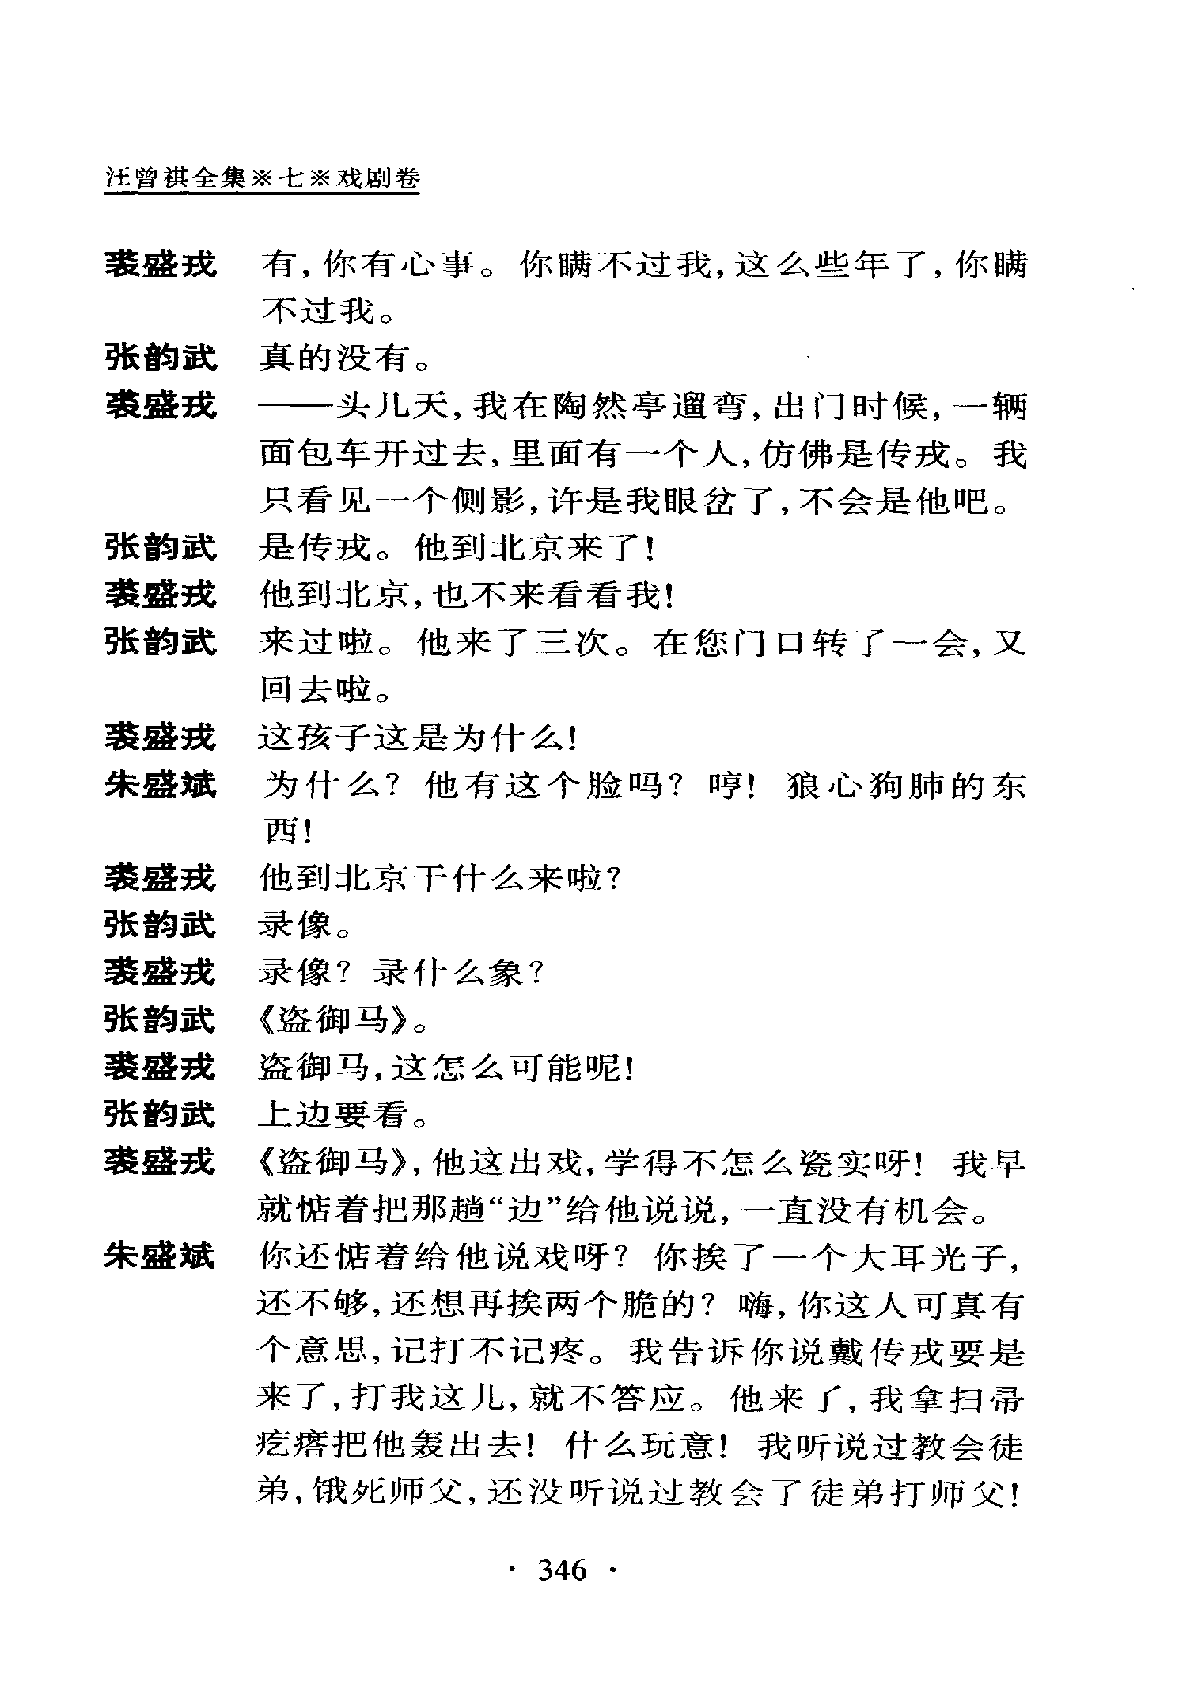 汪曾祺全集※七※戏剧卷
裘盛戎 有,你有心事。你瞒不过我,这么些年了,你瞒
不过我。
张韵武 真的没有。
裘盛戎 ——头儿天,我在陶然亭遛弯,出门时候,一辆
面包车开过去,里面有一个人,仿佛是传戎。我
只看见一个侧影,许是我眼岔了,不会是他吧。
张韵武 是传戎。他到北京来了!
裘盛戎 他到北京,也不来看看我!
张韵武 来过啦。他来了三次。在您门口转了一会,又
回去啦。
裘盛戎 这孩子这是为什么!
朱盛斌 为什么?他有这个脸吗?哼!狼心狗肺的东
西!
裘盛戎 他到北京干什么来啦?
张韵武 录像。
裘盛戎 录像?录什么象?
张韵武 《盗御马》。
裘盛戎 盗御马,这怎么可能呢!
张韵武 上边要看。
裘盛戎 《盗御马》,他这出戏,学得不怎么瓷实呀!我早
就惦着把那趟“边”给他说说,一直没有机会。
朱盛斌 你还惦着给他说戏呀?你挨了一个大耳光子,
还不够,还想再挨两个脆的?嗨,你这人可真有
个意思,记打不记疼。我告诉你说戴传戎要是
来了,打我这儿,就不答应。他来了,我拿扫帚
疙瘩把他轰出去!什么玩意!我听说过教会徒
弟,饿死师父,还没听说过教会了徒弟打师父!
· 346 ·